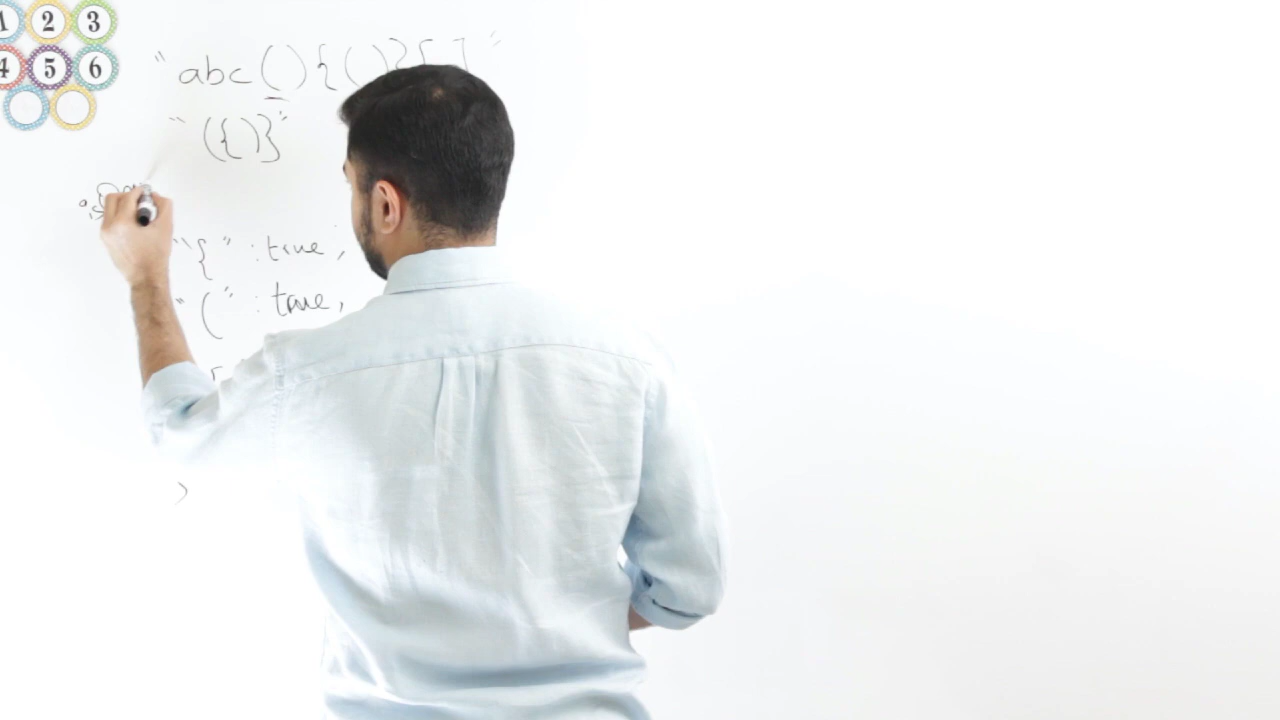 1 2 3
4 5 6
"abc(){()}[]"
"({)}"
"{" : true,
"(" : true,
[
}